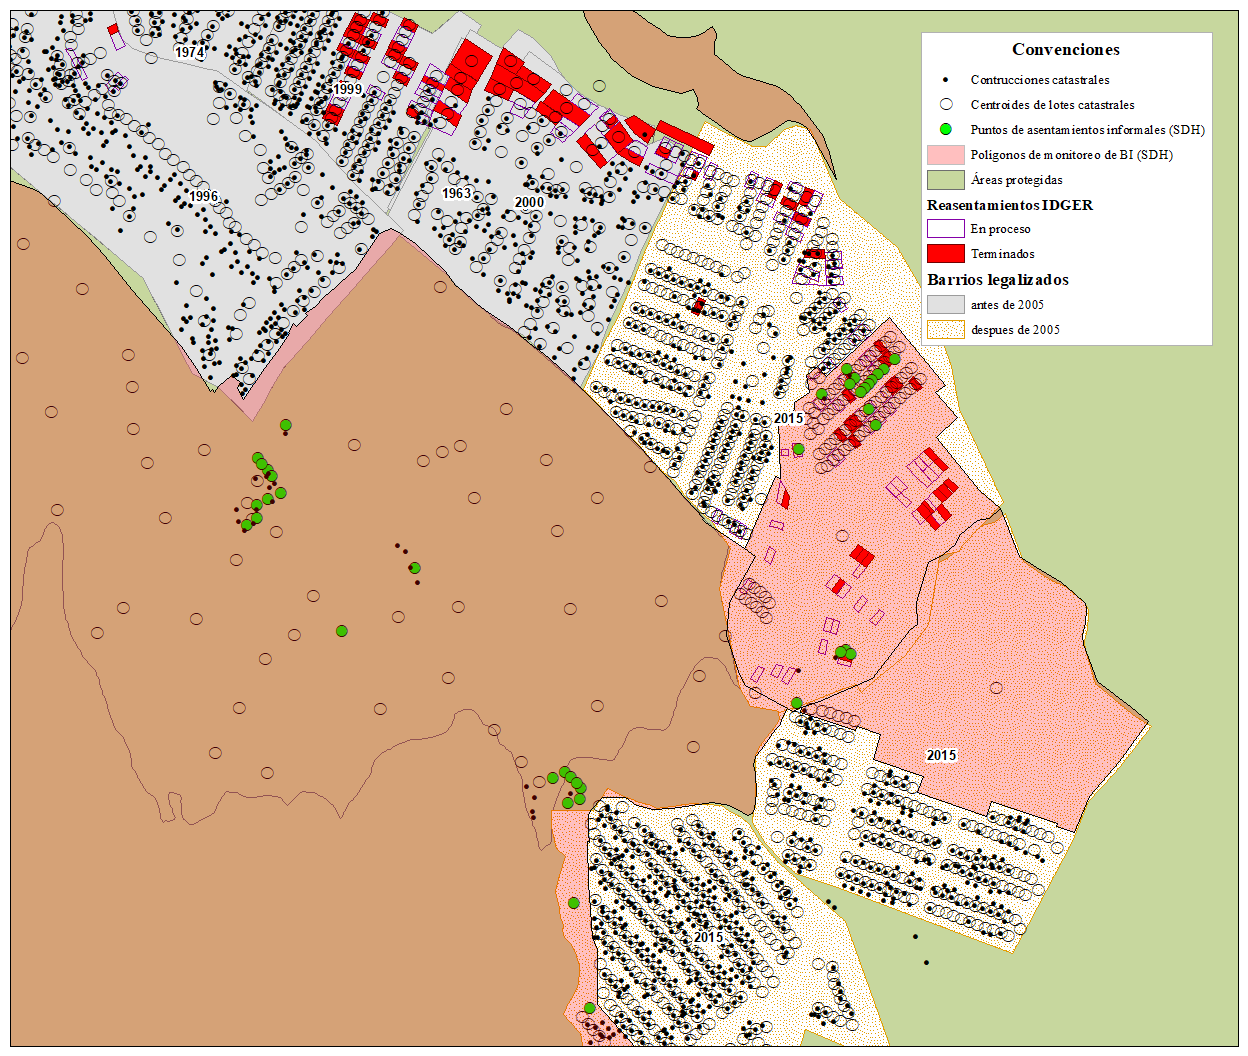 Convenciones
Contrucciones catastrales
Centroides de lotes catastrales
Puntos de asentamientos informales (SDH)
Polígonos de monitoreo de BI (SDH)
Áreas protegidas
Reasentamientos IDGER
En proceso
Terminados
Barrios legalizados
antes de 2005
despues de 2005
1974
1999
1996
1963
2000
2015
2015
2015